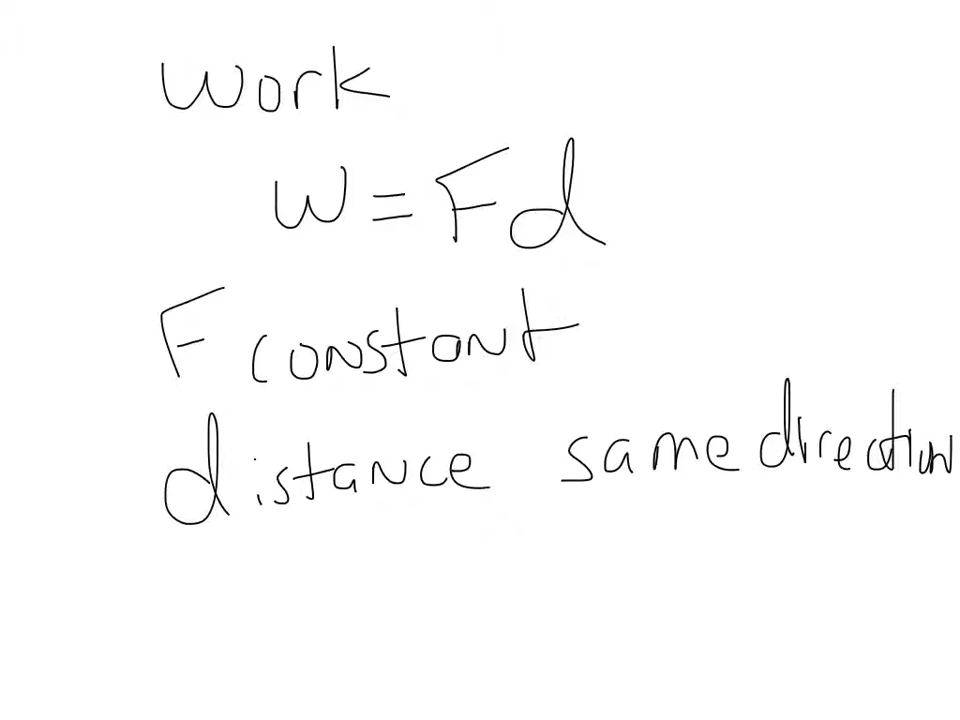 Work
W = Fd
F constant
distance same direction